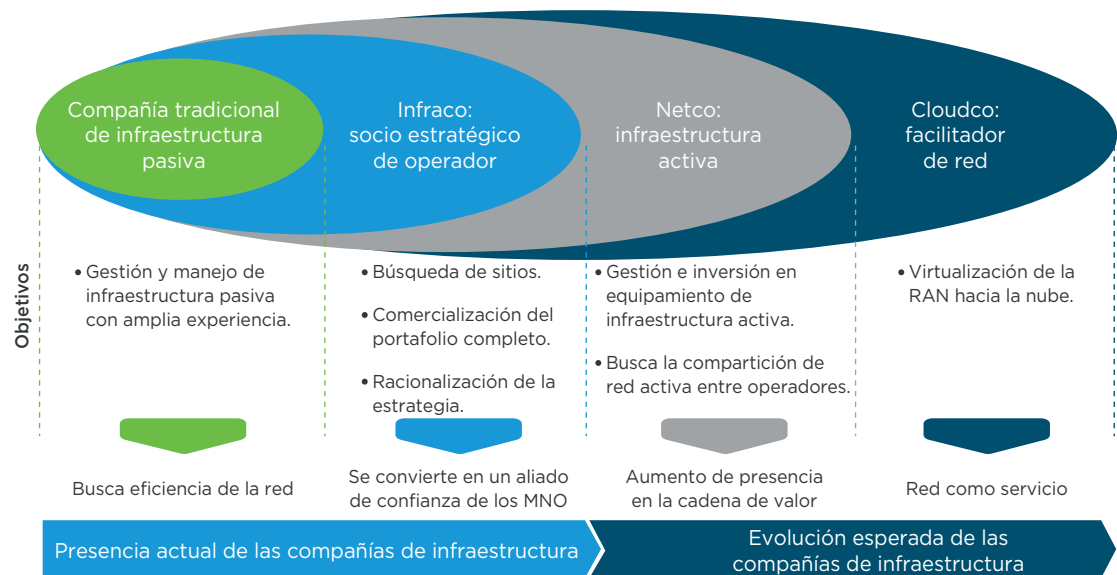 Compañía tradicional
de infraestructura
pasiva
Infraco:
socio estratégico
de operador
Netco:
infraestructura
activa
Cloudco:
facilitador
de red
Objetivos
• Gestión y manejo de
infraestructura pasiva
con amplia experiencia.
• Búsqueda de sitios.
• Comercialización del
portafolio completo.
• Racionalización de la
estrategia.
• Gestión e inversión en
equipamiento de
infraestructura activa.
• Busca la compartición de
red activa entre operadores.
• Virtualización de la
RAN hacia la nube.
Busca eficiencia de la red
Se convierte en un aliado
de confianza de los MNO
Aumento de presencia
en la cadena de valor
Red como servicio
Presencia actual de las compañías de infraestructura
Evolución esperada de las
compañías de infraestructura